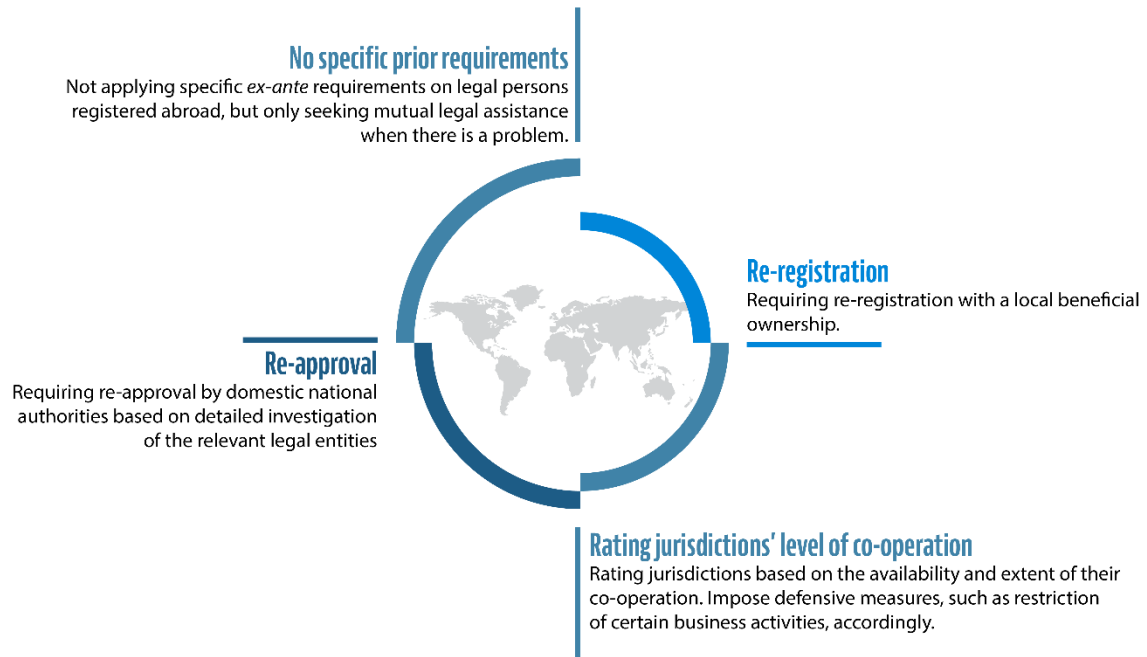 No specific prior requirements
Not applying specific ex-ante requirements on legal persons
registered abroad, but only seeking mutual legal assistance
when there is a problem.
Re-registration
Requiring re-registration with a local beneficial
ownership.
Re-approval
Requiring re-approval by domestic national
authorities based on detailed investigation
of the relevant legal entities
Rating jurisdictions' level of co-operation
Rating jurisdictions based on the availability and extent of their
co-operation. Impose defensive measures, such as restriction
of certain business activities, accordingly.